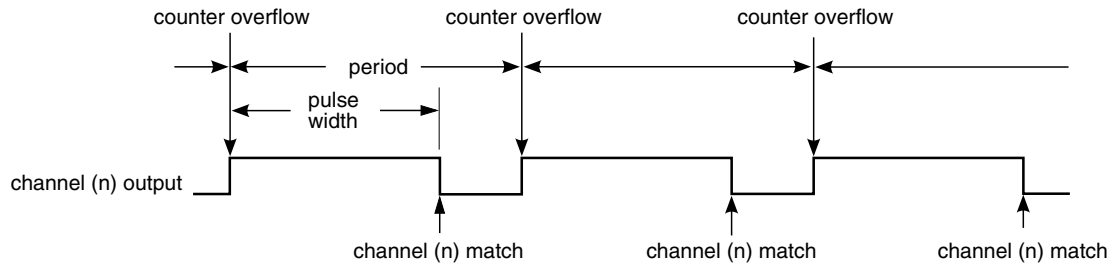 counter overflow
counter overflow
counter overflow
period
pulse
width
channel (n) output
channel (n) match
channel (n) match
channel (n) match